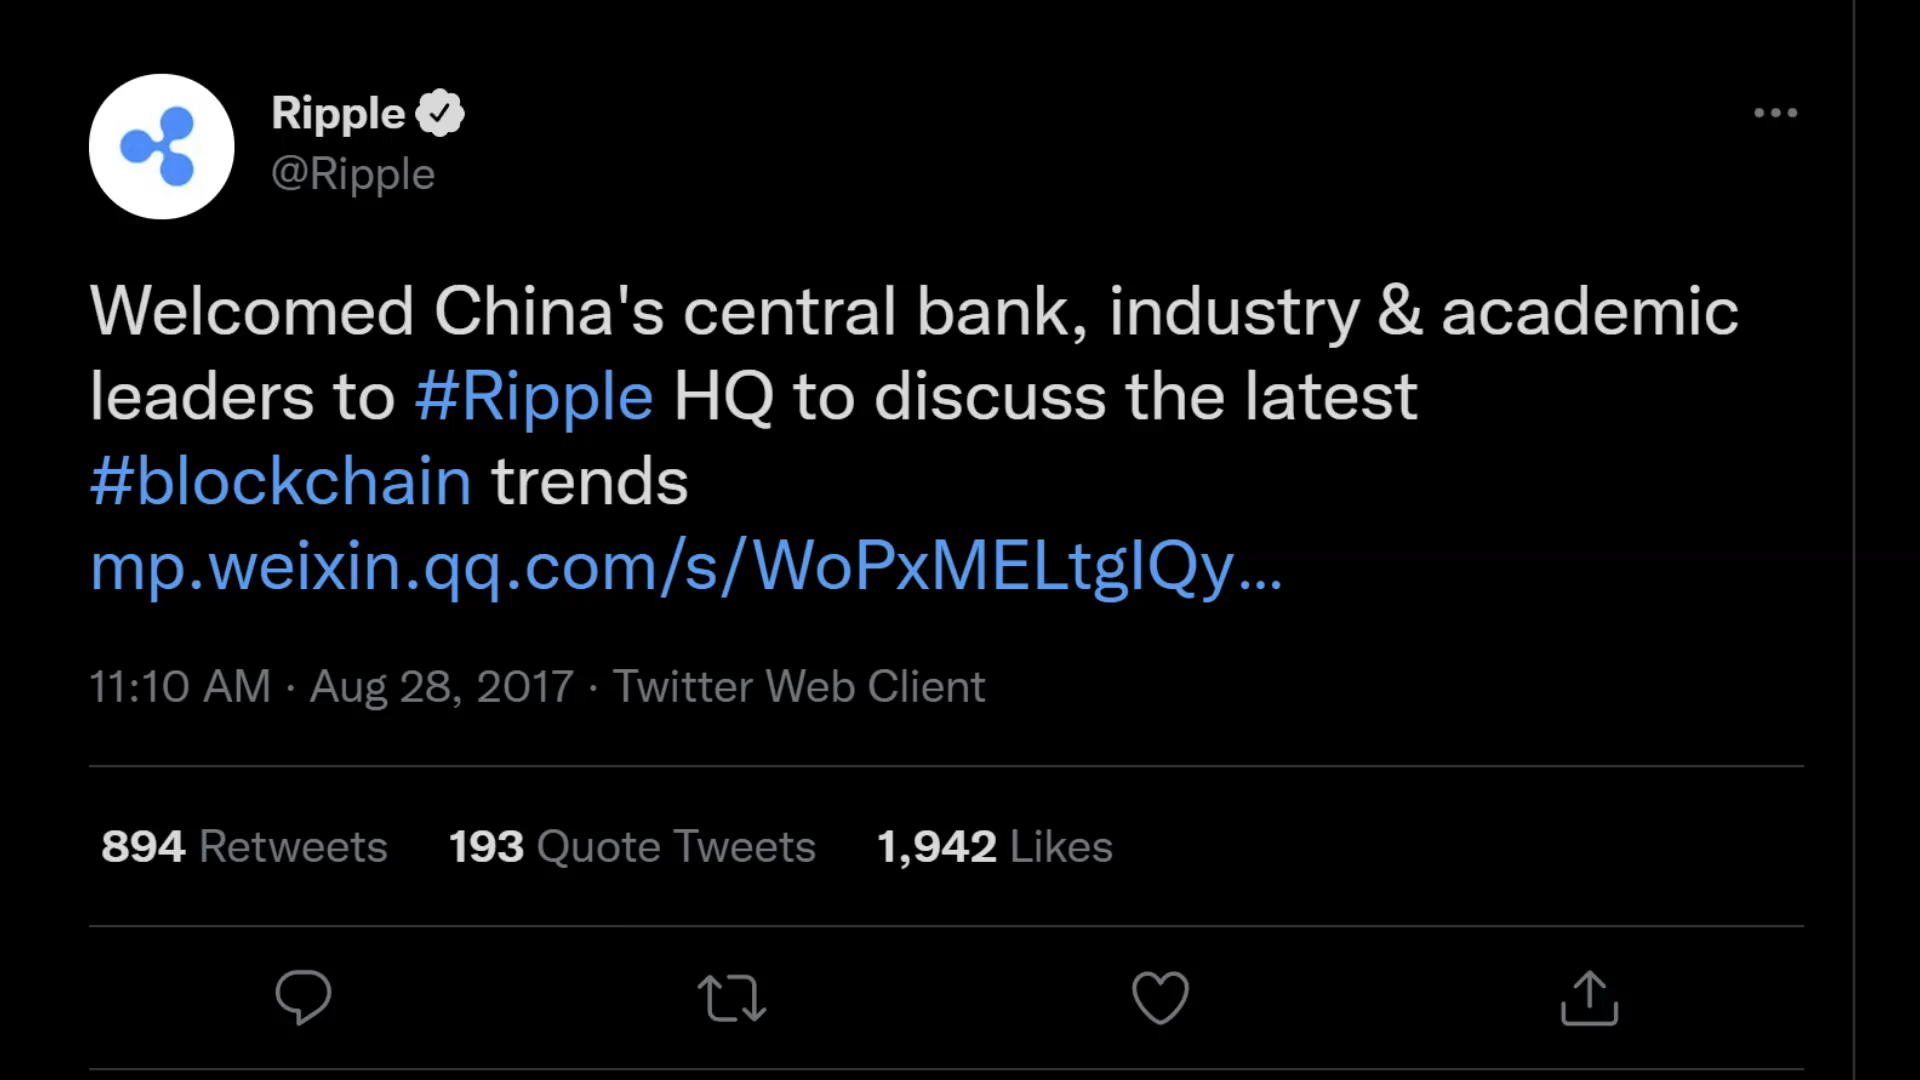 Ripple
@Ripple
Welcomed China's central bank, industry & academic
leaders to #Ripple HQ to discuss the latest
#blockchain trends
mp.weixin.qq.com/s/WoPxMELtgIQy...
11:10 AM · Aug 28, 2017 · Twitter Web Client
894 Retweets 193 Quote Tweets 1,942 Likes